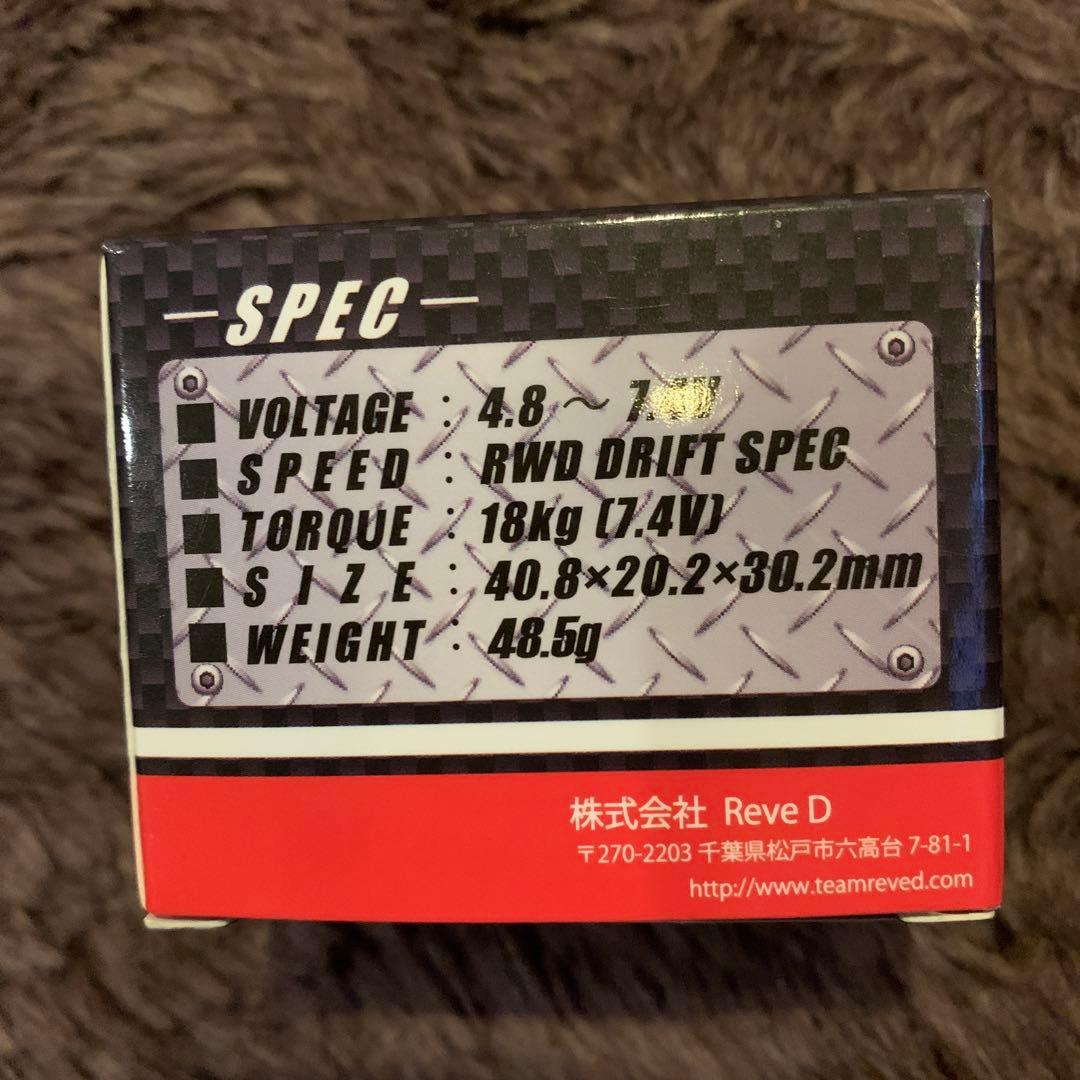 SPEC
VOLTAGE : 4.8 〜
SPEED : RWD DRIFT SPEC
TORQUE : 18kg (7.4V)
SIZE : 40.8×20.2×30.2mm
WEIGHT : 48.5g
株式会社 Reve D
〒270-2203 千葉県松戸市六高台 7-81-1
http://www.teamreved.com